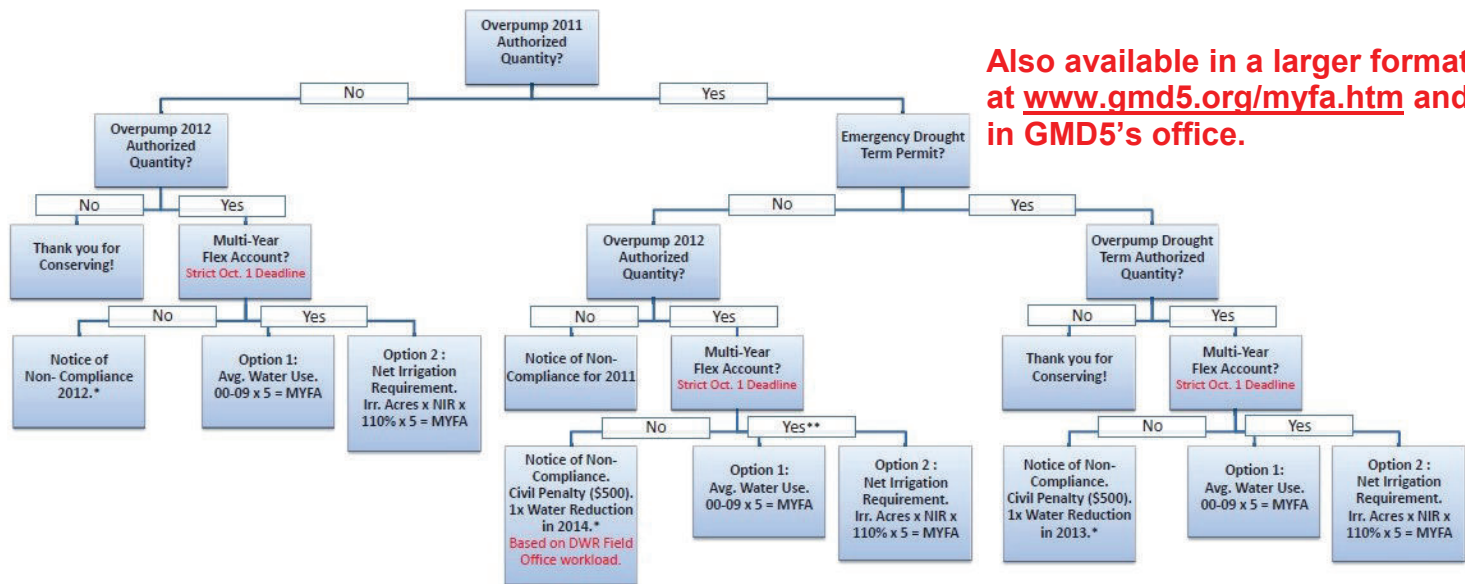 Overpump 2011
Authorized
Quantity?
Also available in a larger format
at www.gmd5.org/myfa.htm and
in GMD5's office.
No
Yes
Overpump 2012
Authorized
Quantity?
Emergency Drought
Term Permit?
No
Yes
No
Yes
Thank you for
Conserving!
Multi-Year
Flex Account?
Strict Oct. 1 Deadline
Overpump 2012
Authorized
Quantity?
Overpump Drought
Term Authorized
Quantity?
No
Yes
No
Yes
No
Yes
Notice of
Non- Compliance
2012.*
Option 1:
Avg. Water Use.
00-09 x 5 = MYFA
Option 2 :
Net Irrigation
Requirement.
Irr. Acres x NIR x
110% x 5 = MYFA
Notice of Non-
Compliance for 2011
Multi-Year
Flex Account?
Strict Oct. 1 Deadline
Thank you for
Conserving!
Multi-Year
Flex Account?
Strict Oct. 1 Deadline
No
Yes**
No
Yes
Notice of Non-
Compliance.
Civil Penalty ($500).
1x Water Reduction
in 2014.*
Based on DWR Field
Office workload.
Option 1:
Avg. Water Use.
00-09 x 5 = MYFA
Option 2 :
Net Irrigation
Requirement.
Irr. Acres x NIR x
110% x 5 = MYFA
Notice of Non-
Compliance.
Civil Penalty ($500).
1x Water Reduction
in 2013.*
Option 1:
Avg. Water Use.
00-09 x 5 = MYFA
Option 2 :
Net Irrigation
Requirement.
Irr. Acres x NIR x
110% x 5 = MYFA